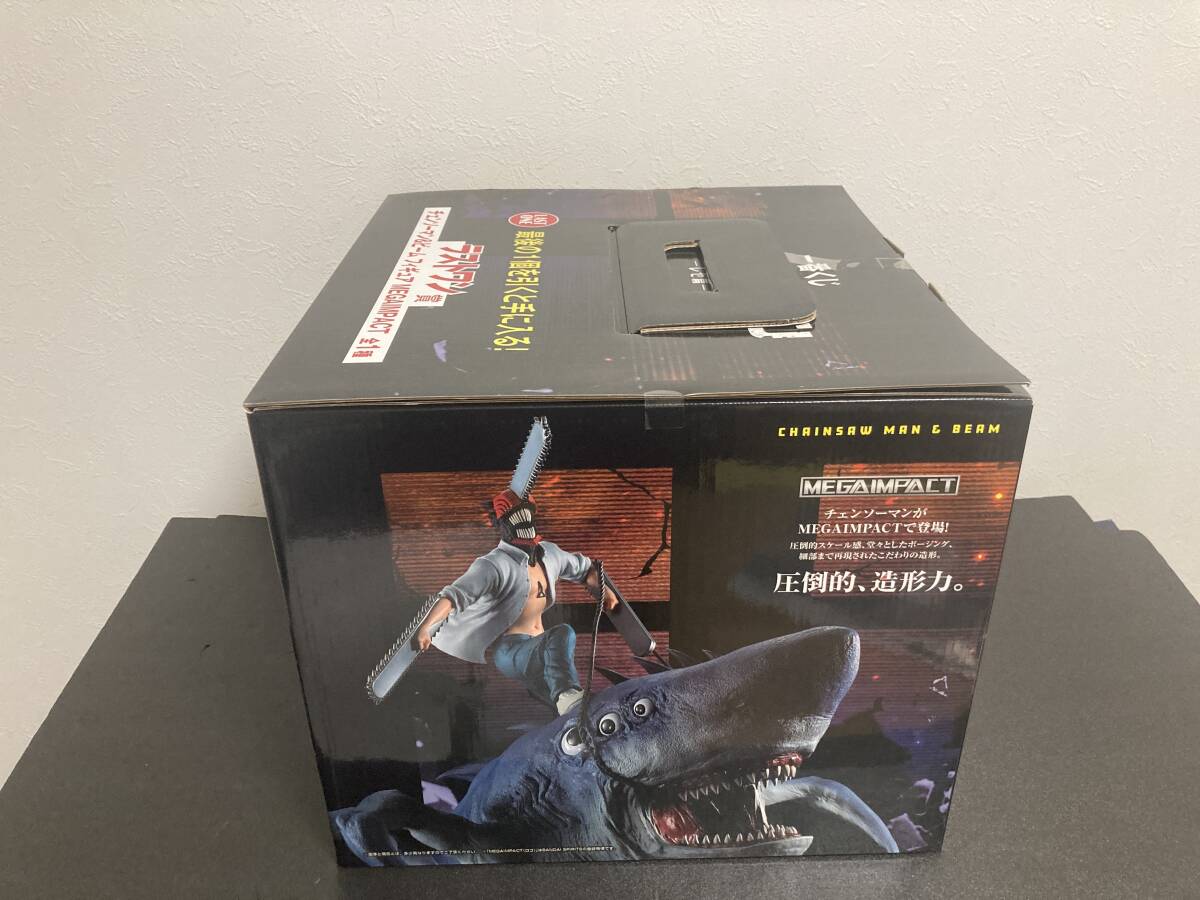 一番くじ
一番
LAST ONE
最後の1個を引くと手に入る!
ラストワン賞
チェンソーマン&ビーム フィギュア MEGAIMPACT 全1種
CHAINSAW MAN & BEAM
MEGAIMPACT
チェンソーマンが
MEGAIMPACTで登場!
圧倒的スケール感、堂々としたポージング、
細部まで再現されたこだわりの造形。
圧倒的、造形力。